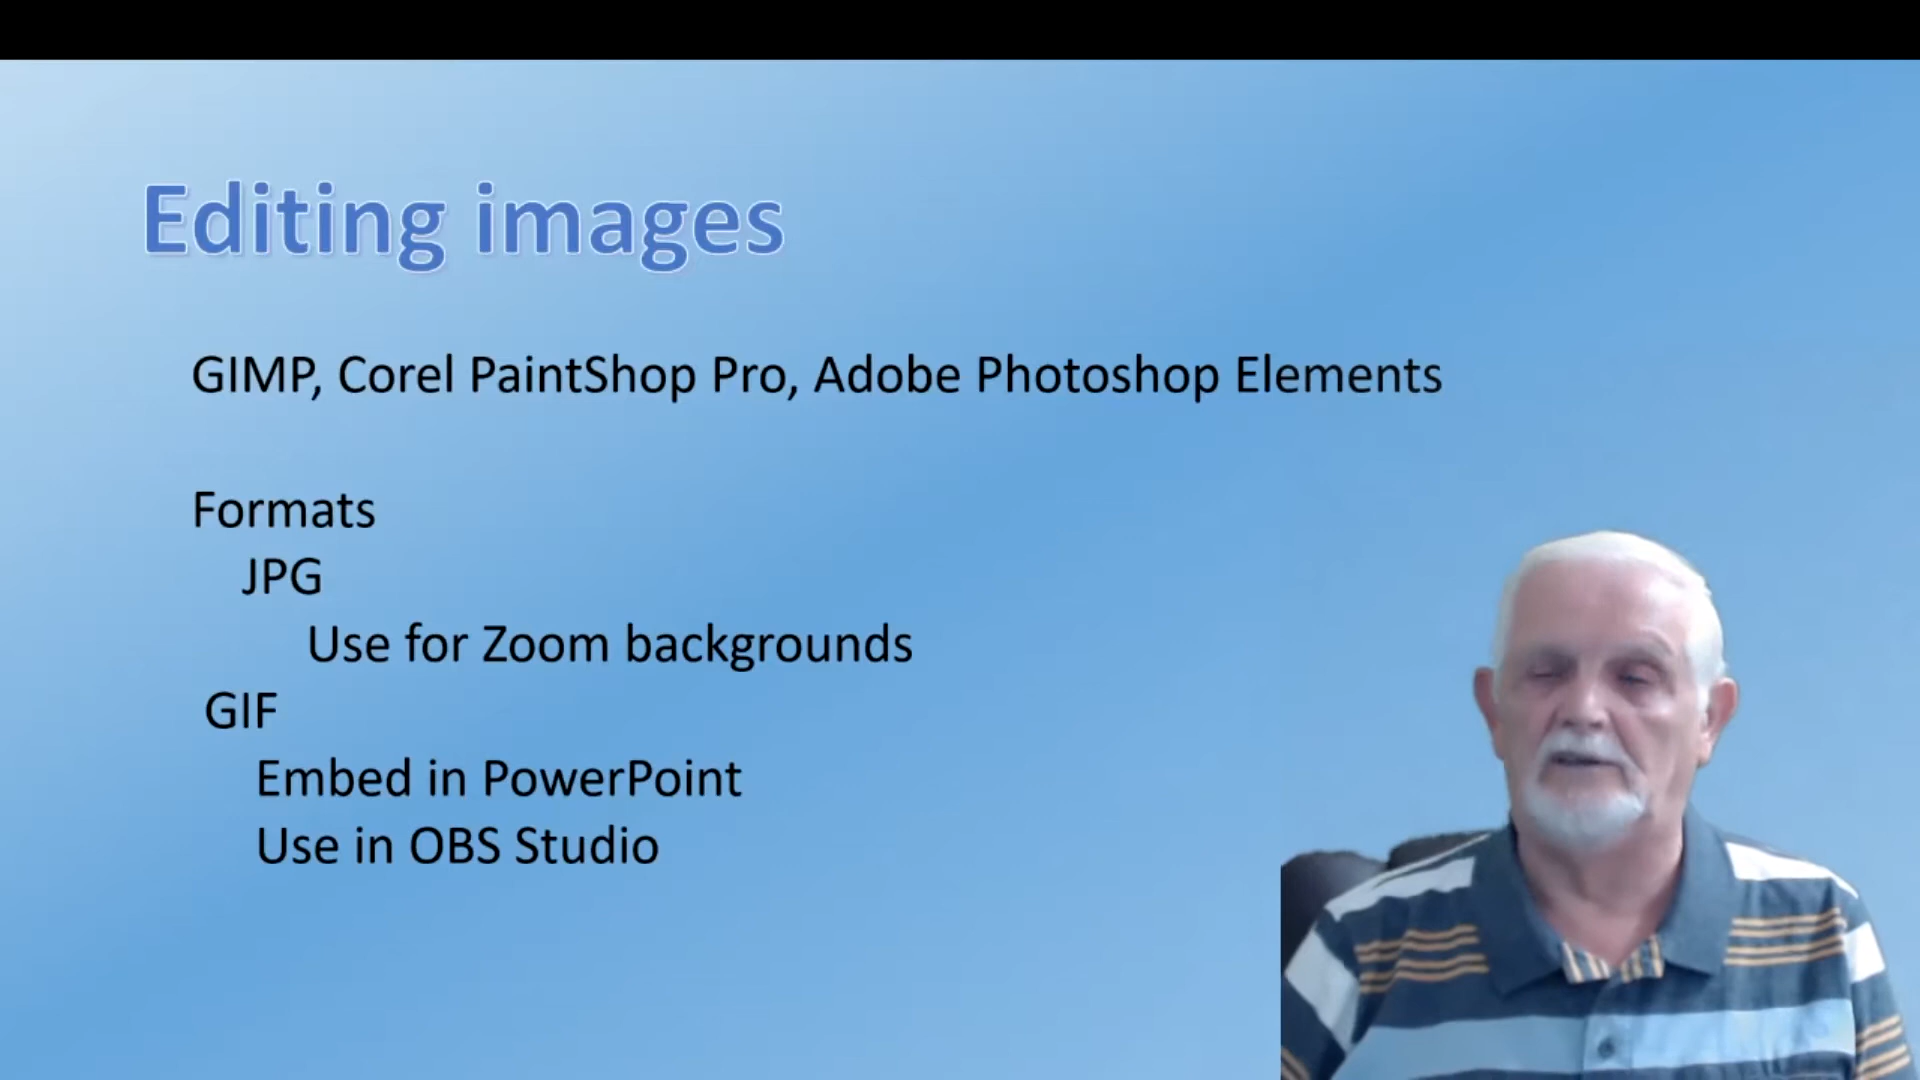 Editing images
GIMP, Corel PaintShop Pro, Adobe Photoshop Elements
Formats
JPG
Use for Zoom backgrounds
GIF
Embed in PowerPoint
Use in OBS Studio